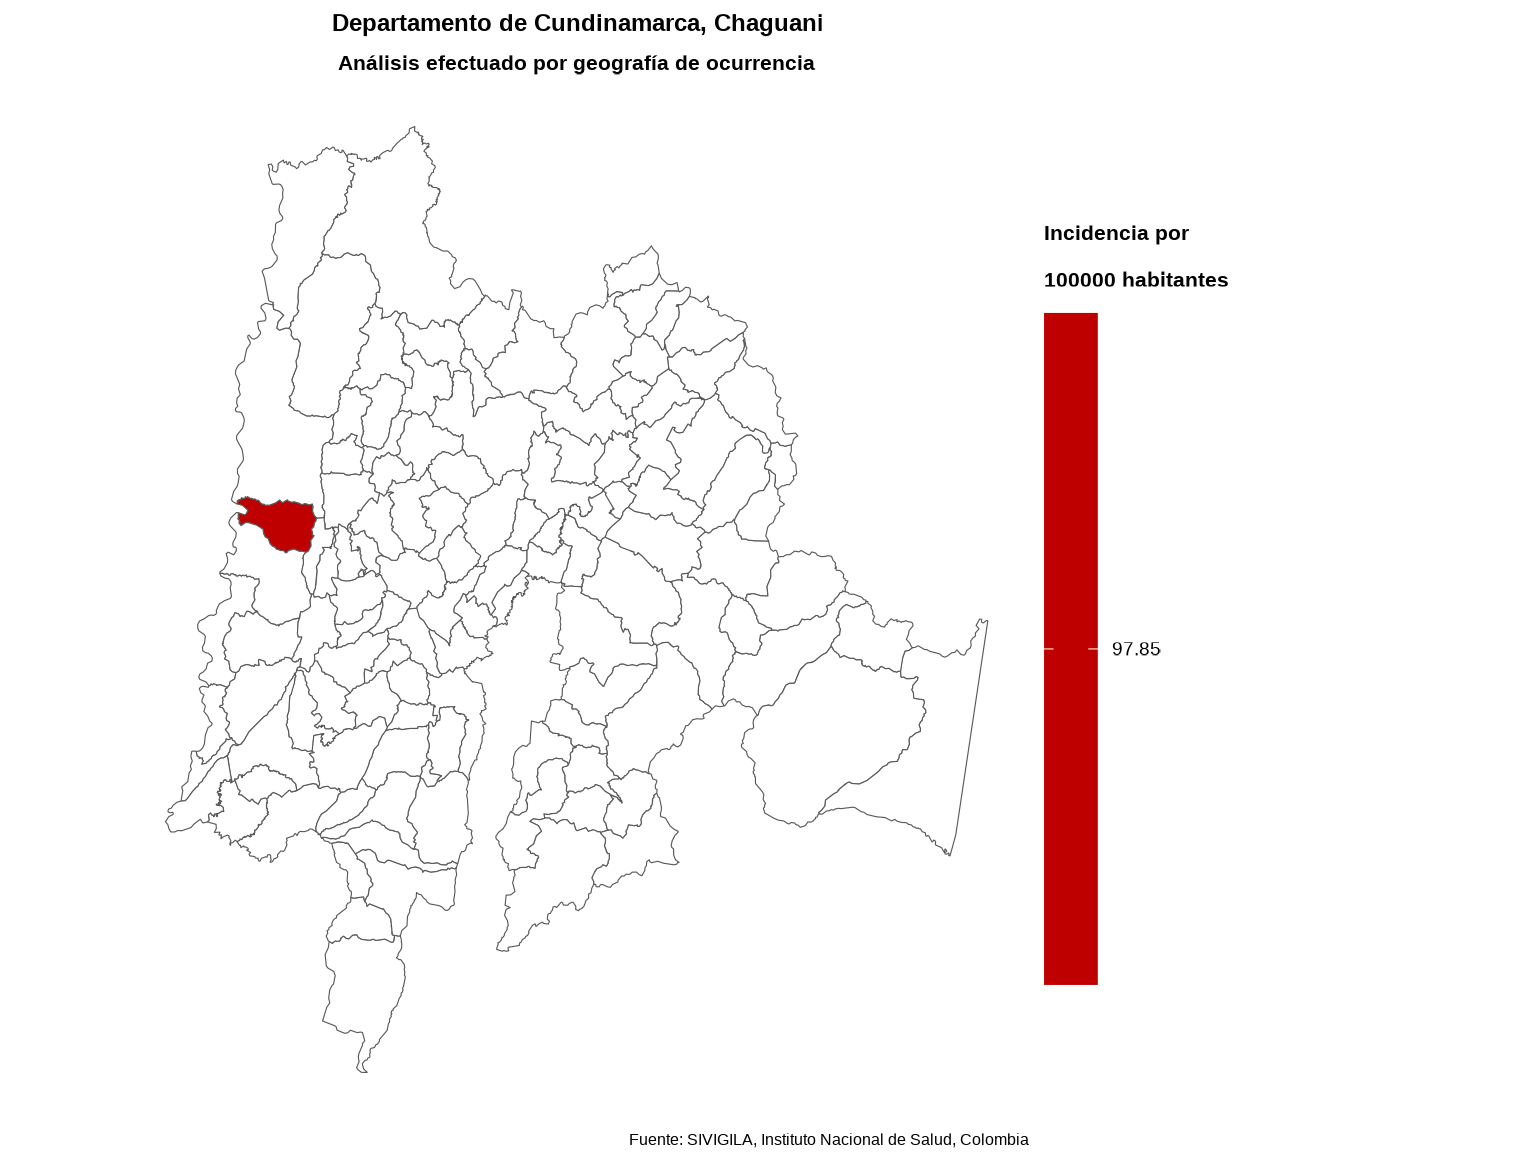 Departamento de Cundinamarca, Chaguani
Análisis efectuado por geografía de ocurrencia
Incidencia por
100000 habitantes
97.85
Fuente: SIVIGILA, Instituto Nacional de Salud, Colombia